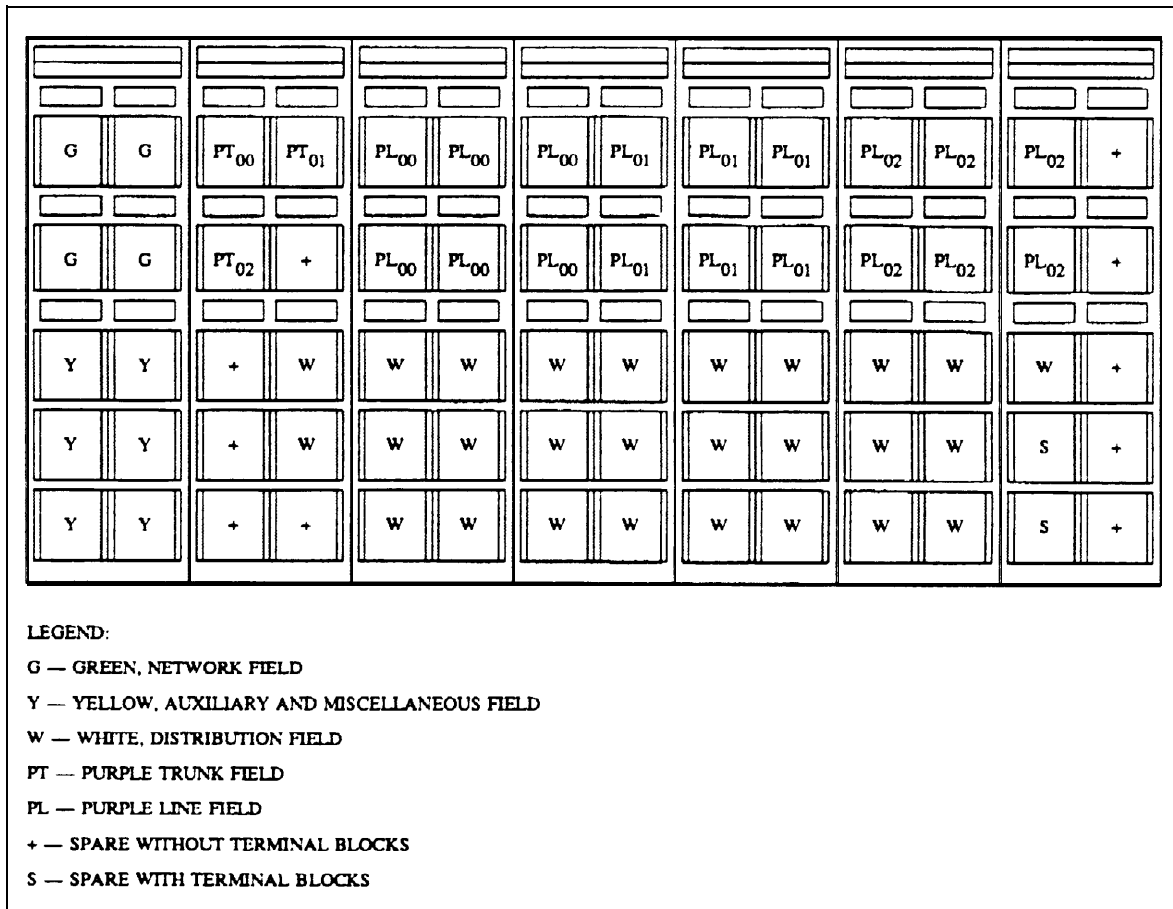 G G PT00 PT01 PL00 PL00 PL00 PL01 PL01 PL01 PL02 PL02 PL02 +
G G PT02 + PL00 PL00 PL00 PL01 PL01 PL01 PL02 PL02 PL02 +
Y Y + W W W W W W W W W W +
Y Y + W W W W W W W W W S +
Y Y + + W W W W W W W W S +
LEGEND:
G — GREEN, NETWORK FIELD
Y — YELLOW, AUXILIARY AND MISCELLANEOUS FIELD
W — WHITE, DISTRIBUTION FIELD
PT — PURPLE TRUNK FIELD
PL — PURPLE LINE FIELD
+ — SPARE WITHOUT TERMINAL BLOCKS
S — SPARE WITH TERMINAL BLOCKS